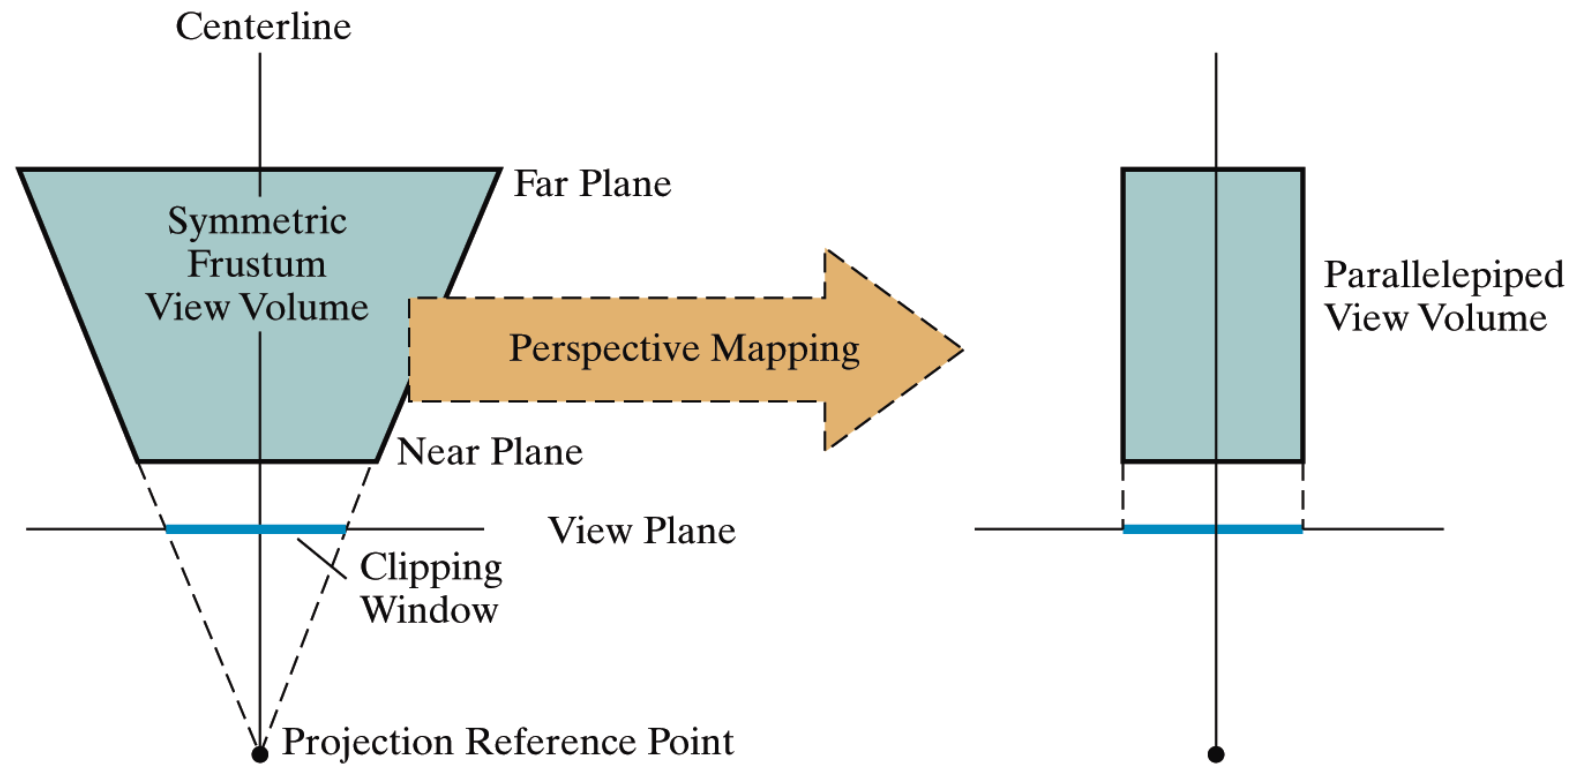 Centerline
Far Plane
Symmetric
Frustum
View Volume
Perspective Mapping
Parallelepiped
View Volume
Near Plane
View Plane
Clipping
Window
Projection Reference Point